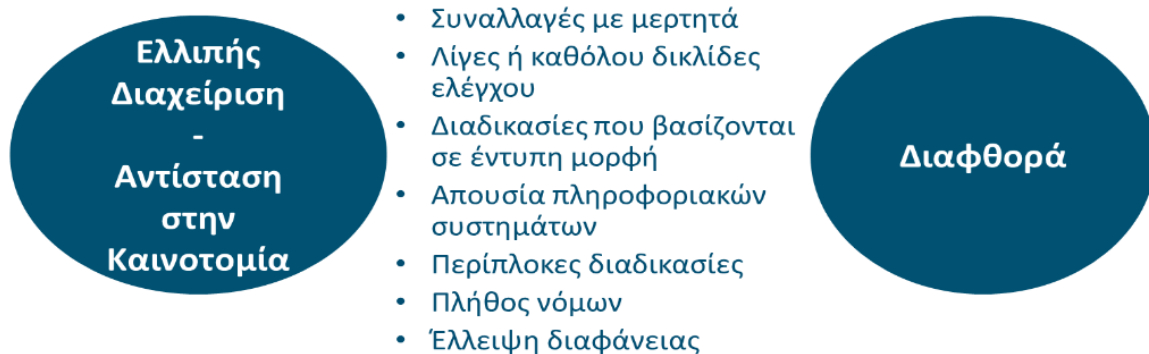 Ελλιπής
Διαχείριση
-
Αντίσταση
στην
Καινοτομία
• Συναλλαγές με μερτητά
• Λίγες ή καθόλου δικλίδες
ελέγχου
• Διαδικασίες που βασίζονται
σε έντυπη μορφή
• Απουσία πληροφοριακών
συστημάτων
• Περίπλοκες διαδικασίες
• Πλήθος νόμων
• Έλλειψη διαφάνειας
Διαφθορά